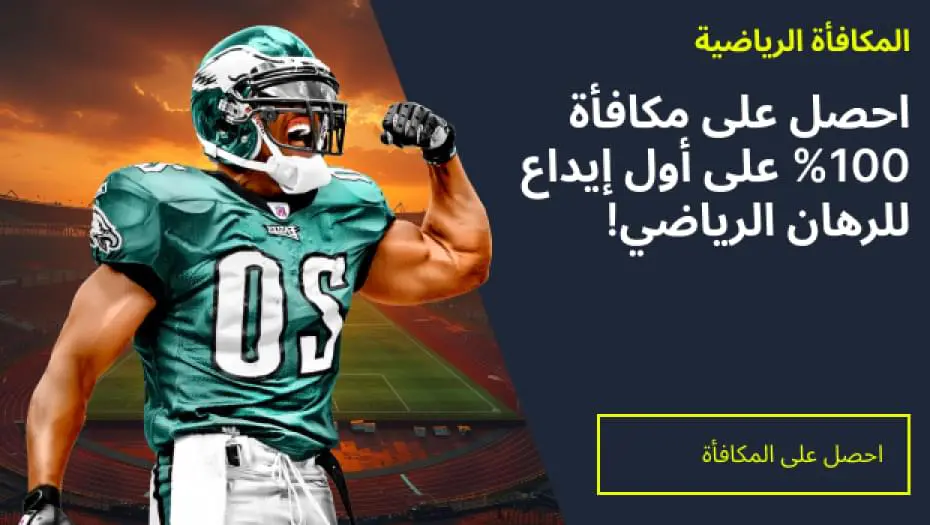 المكافأة الرياضية
احصل على مكافأة
100% على أول إيداع
للرهان الرياضي!
احصل على المكافأة